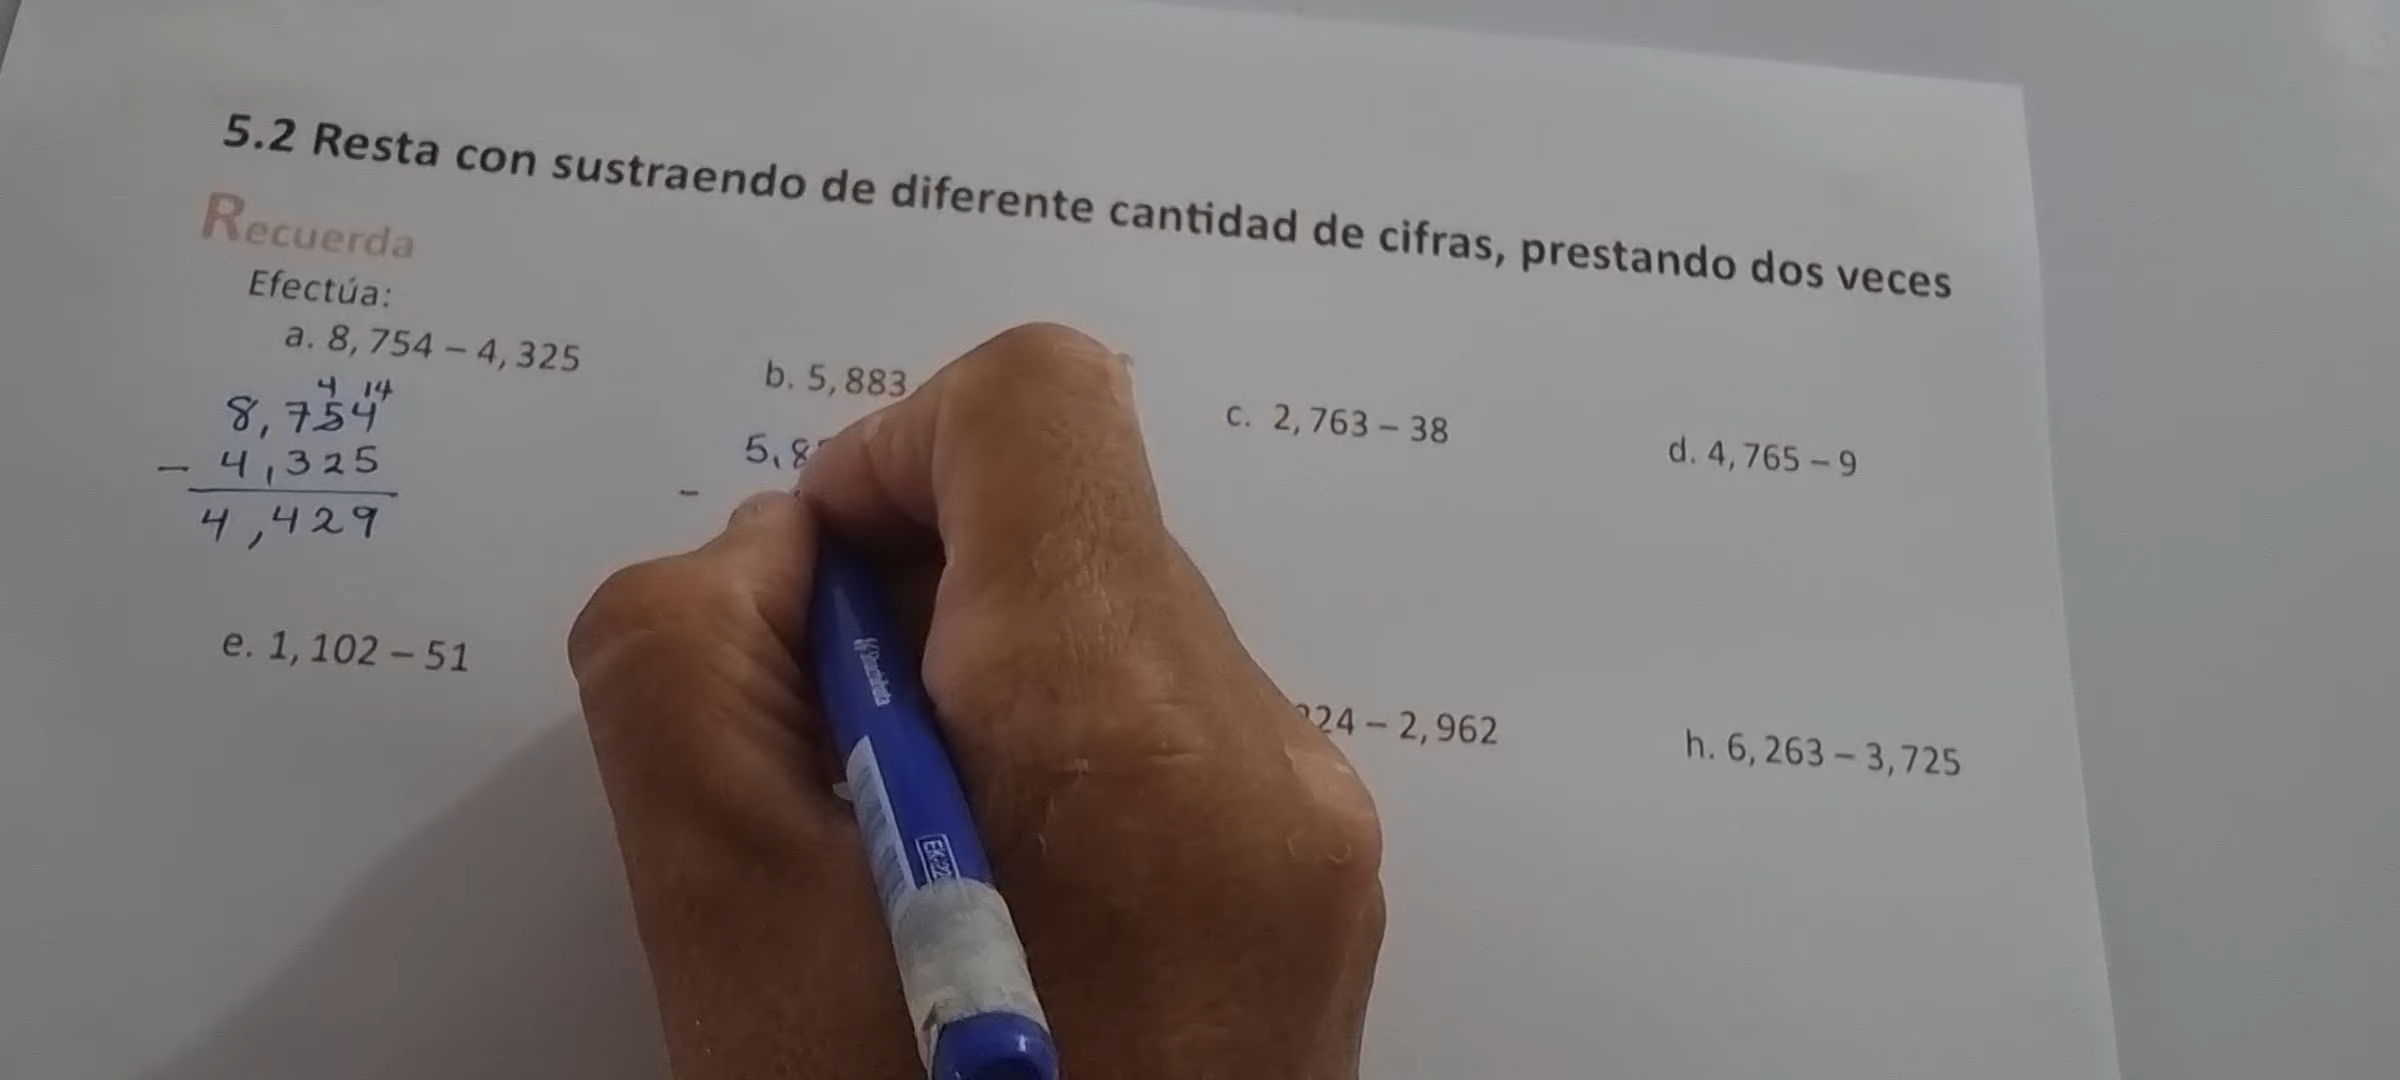 5.2 Resta con sustraendo de diferente cantidad de cifras, prestando dos veces
Recuerda
Efectúa:
a. 8, 754 – 4, 325
4 14
8,754
– 4,325
4,429
b. 5, 883
5,8
–
c. 2, 763 – 38
d. 4, 765 – 9
e. 1, 102 – 51
24 – 2, 962
h. 6, 263 – 3, 725